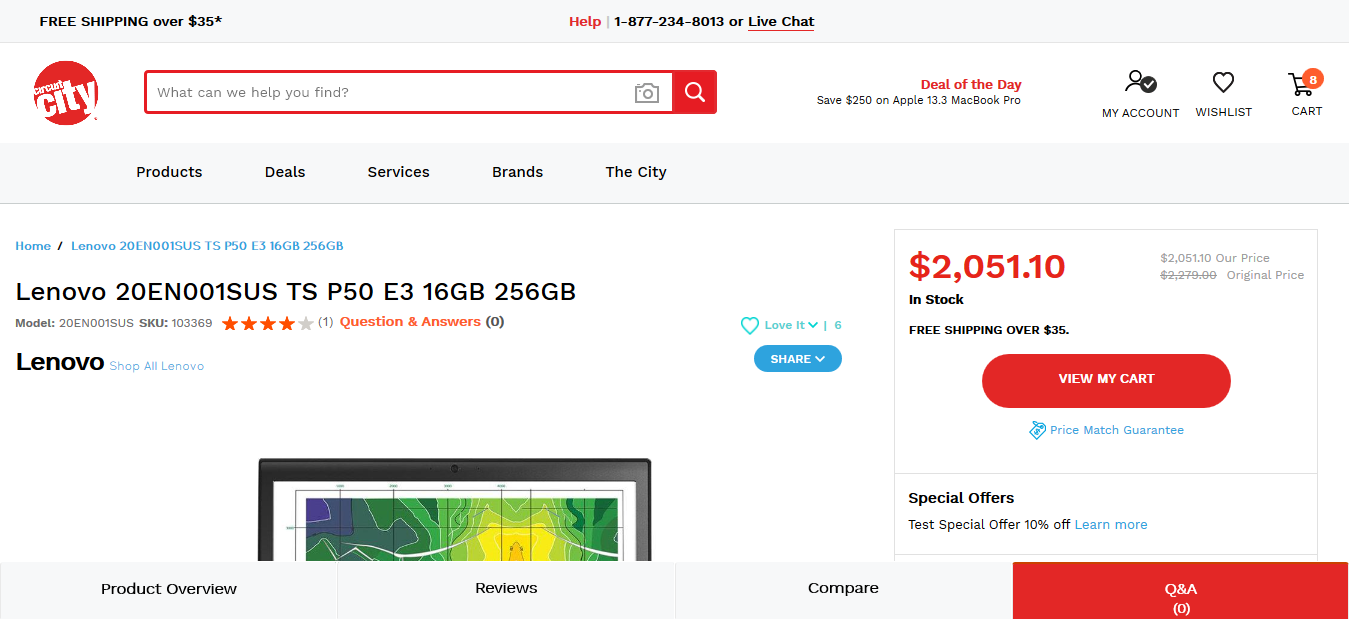 FREE SHIPPING over $35*
Help | 1-877-234-8013 or Live Chat
circuit city
What can we help you find?
Deal of the Day
Save $250 on Apple 13.3 MacBook Pro
MY ACCOUNT
WISHLIST
8
CART
Products
Deals
Services
Brands
The City
Home / Lenovo 20EN001SUS TS P50 E3 16GB 256GB
Lenovo 20EN001SUS TS P50 E3 16GB 256GB
Model: 20EN001SUS SKU: 103369 (1) Question & Answers (0)
Love It | 6
Lenovo Shop All Lenovo
SHARE
$2,051.10
$2,051.10 Our Price
$2,279.00 Original Price
In Stock
FREE SHIPPING OVER $35.
VIEW MY CART
Price Match Guarantee
Special Offers
Test Special Offer 10% off Learn more
Product Overview
Reviews
Compare
Q&A
(0)